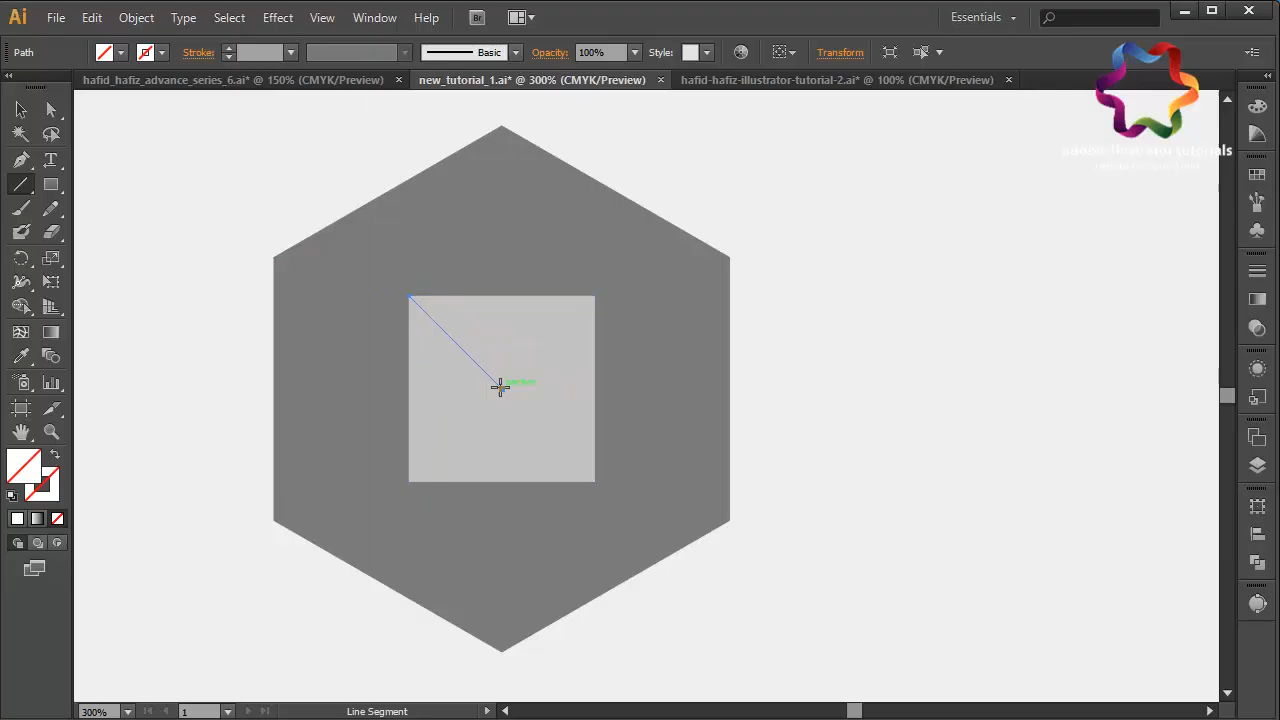 Ai File Edit Object Type Select Effect View Window Help Br Essentials
Path Stroke: Basic Opacity: 100% Style: Transform
hafid_hafiz_advance_series_6.ai* @ 150% (CMYK/Preview) × new_tutorial_1.ai* @ 300% (CMYK/Preview) × hafid-hafiz-illustrator-tutorial-2.ai* @ 100% (CMYK/Preview) ×
tutorials
T
300% 1 Line Segment